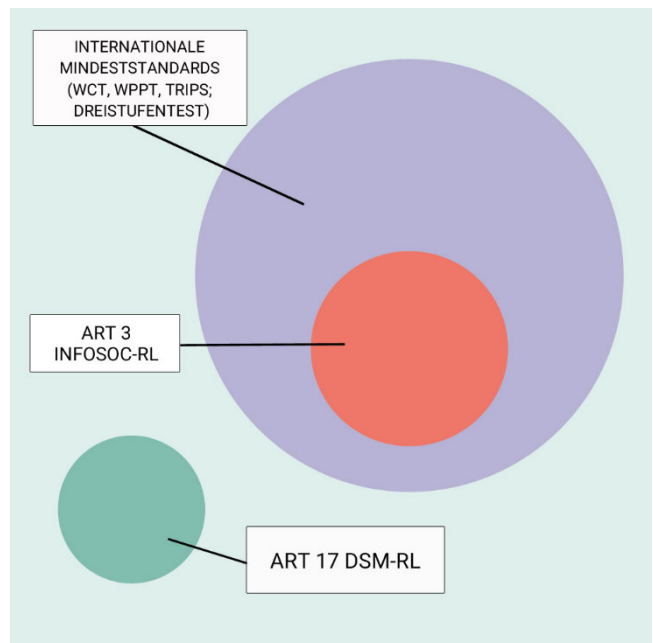 INTERNATIONALE
MINDESTSTANDARDS
(WCT, WPPT, TRIPS;
DREISTUFENTEST)
ART 3
INFOSOC-RL
ART 17 DSM-RL